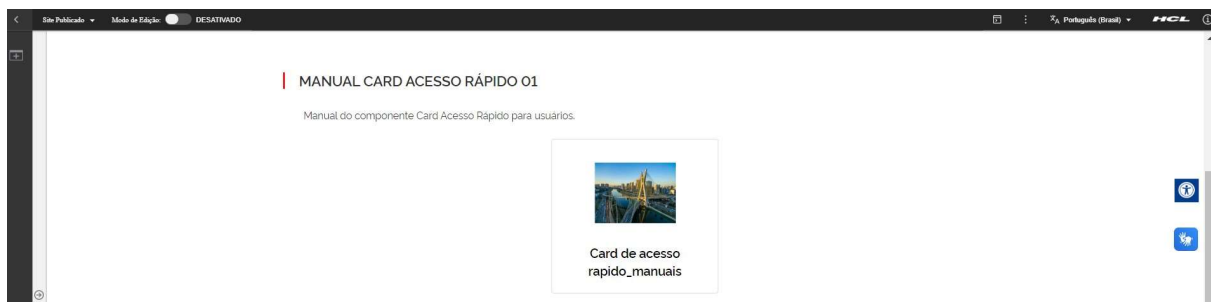 Site Publicado
Modo de Edição: DESATIVADO
Português (Brasil)
HCL
MANUAL CARD ACESSO RÁPIDO 01
Manual do componente Card Acesso Rápido para usuários.
Card de acesso
rapido_manuais